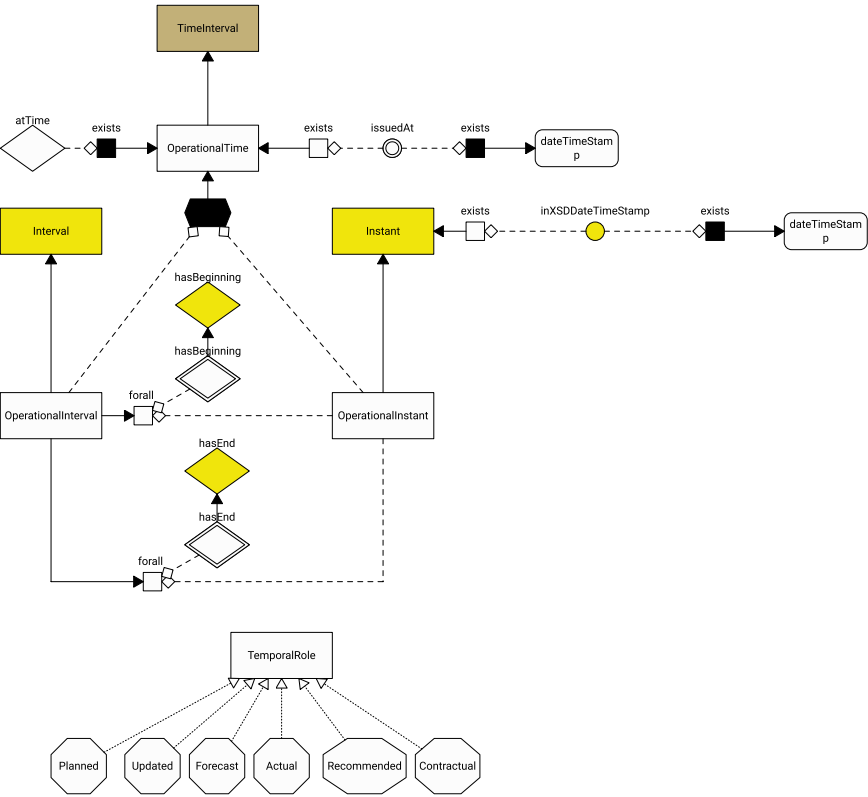 TimeInterval
atTime
exists
OperationalTime
exists
issuedAt
exists
dateTimeStam
p
Interval
Instant
exists
inXSDDateTimeStamp
exists
dateTimeStam
p
hasBeginning
hasBeginning
forall
OperationalInterval
OperationalInstant
hasEnd
hasEnd
forall
TemporalRole
Planned
Updated
Forecast
Actual
Recommended
Contractual